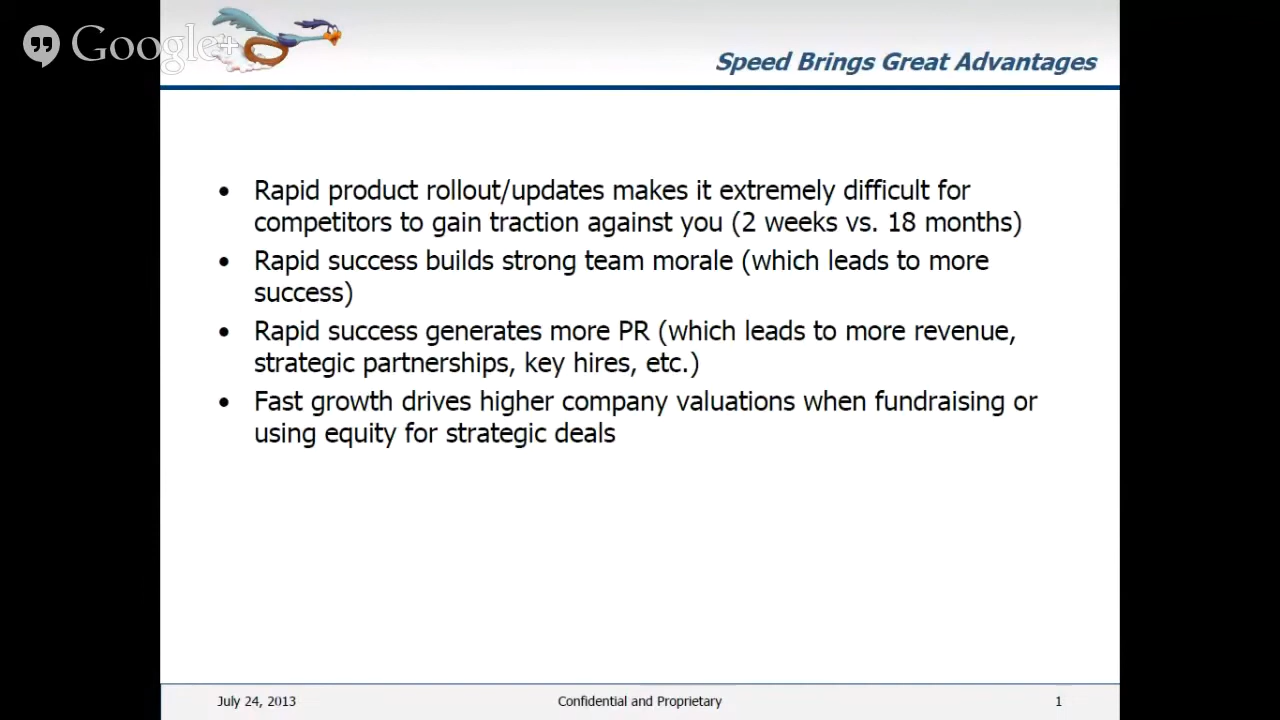 Google+
Speed Brings Great Advantages
• Rapid product rollout/updates makes it extremely difficult for
competitors to gain traction against you (2 weeks vs. 18 months)
• Rapid success builds strong team morale (which leads to more
success)
• Rapid success generates more PR (which leads to more revenue,
strategic partnerships, key hires, etc.)
• Fast growth drives higher company valuations when fundraising or
using equity for strategic deals
July 24, 2013
Confidential and Proprietary
1